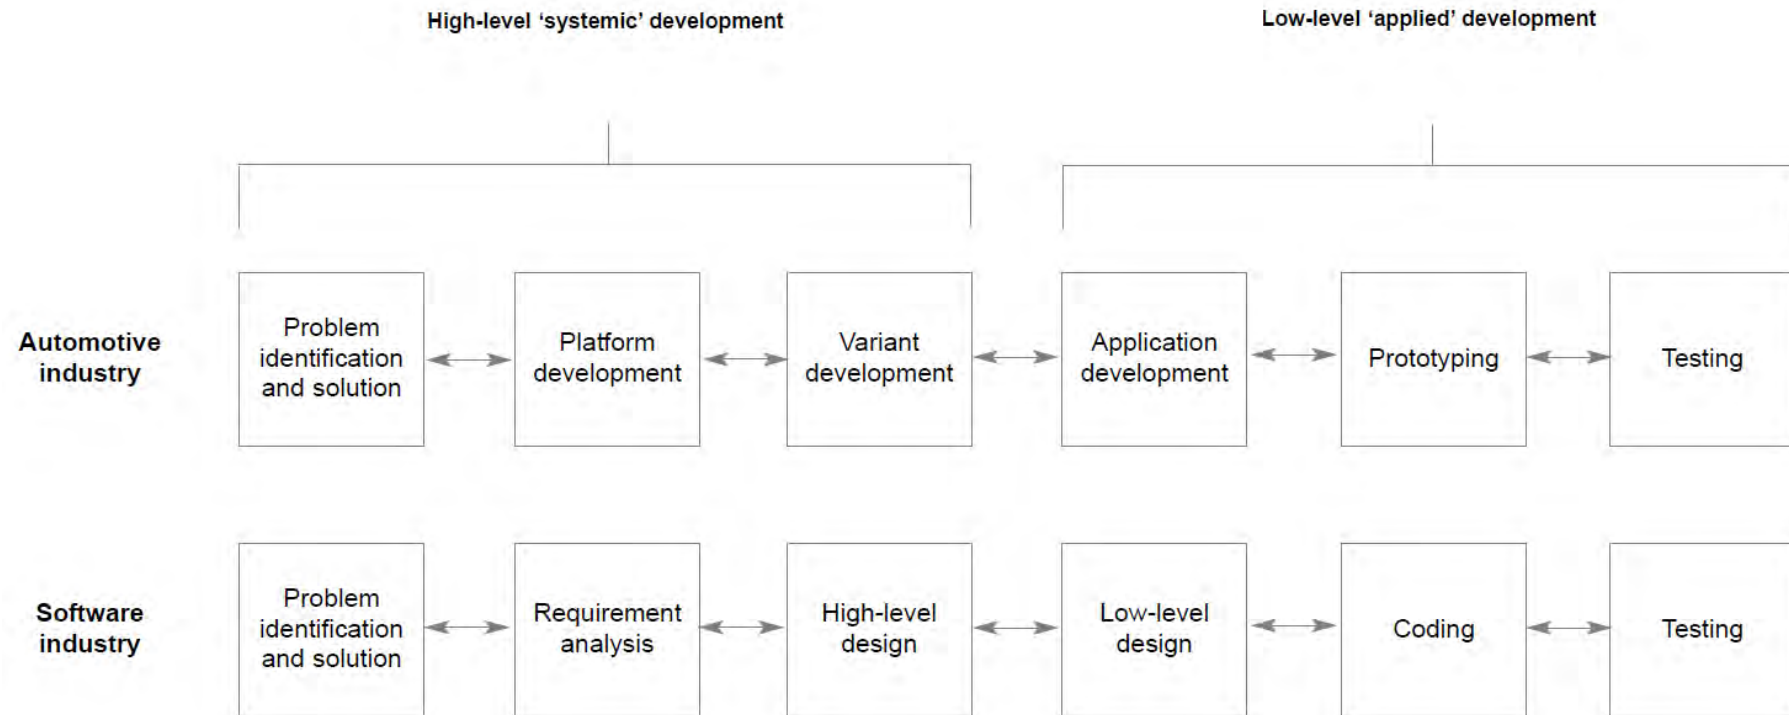 High-level ‘systemic’ development
Low-level ‘applied’ development
Automotive
industry
Problem
identification
and solution
Platform
development
Variant
development
Application
development
Prototyping
Testing
Software
industry
Problem
identification
and solution
Requirement
analysis
High-level
design
Low-level
design
Coding
Testing